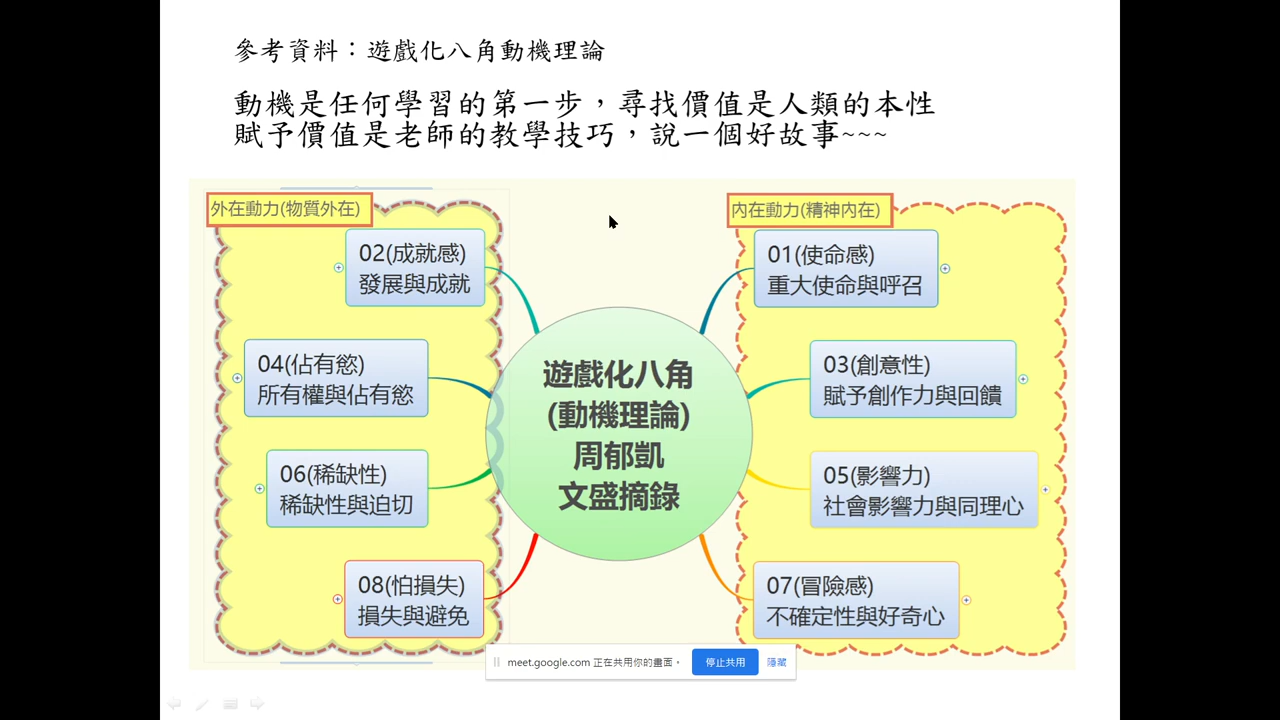 參考資料：遊戲化八角動機理論
動機是任何學習的第一步，尋找價值是人類的本性
賦予價值是老師的教學技巧，說一個好故事~~~
外在動力(物質外在)
02(成就感)
發展與成就
04(佔有慾)
所有權與佔有慾
06(稀缺性)
稀缺性與迫切
08(怕損失)
損失與避免
遊戲化八角
(動機理論)
周郁凱
文盛摘錄
內在動力(精神內在)
01(使命感)
重大使命與呼召
03(創意性)
賦予創作力與回饋
05(影響力)
社會影響力與同理心
07(冒險感)
不確定性與好奇心
meet.google.com 正在共用你的畫面。
停止共用
隱藏